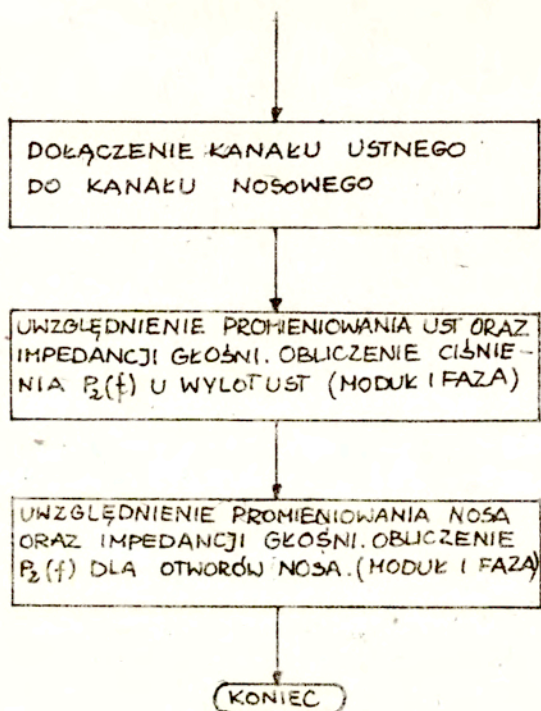 DOŁĄCZENIE KANAŁU USTNEGO
DO KANAŁU NOSOWEGO
UWZGLĘDNIENIE PROMIENIOWANIA UST ORAZ
IMPEDANCJI GŁOŚNI. OBLICZENIE CIŚNIE-
NIA P₂(f) U WYLOT UST (MODUŁ I FAZA)
UWZGLĘDNIENIE PROMIENIOWANIA NOSA
ORAZ IMPEDANCJI GŁOŚNI. OBLICZENIE
P₂(f) DLA OTWORÓW NOSA. (MODUŁ I FAZA)
KONIEC